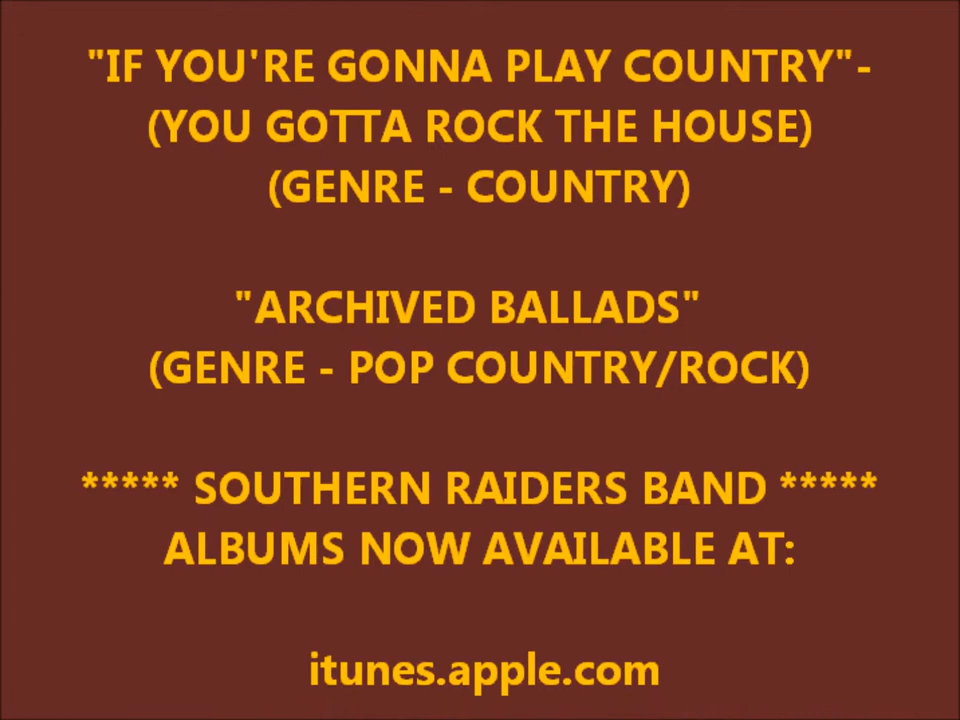 "IF YOU'RE GONNA PLAY COUNTRY"-
(YOU GOTTA ROCK THE HOUSE)
(GENRE - COUNTRY)
"ARCHIVED BALLADS"
(GENRE - POP COUNTRY/ROCK)
***** SOUTHERN RAIDERS BAND *****
ALBUMS NOW AVAILABLE AT:
itunes.apple.com